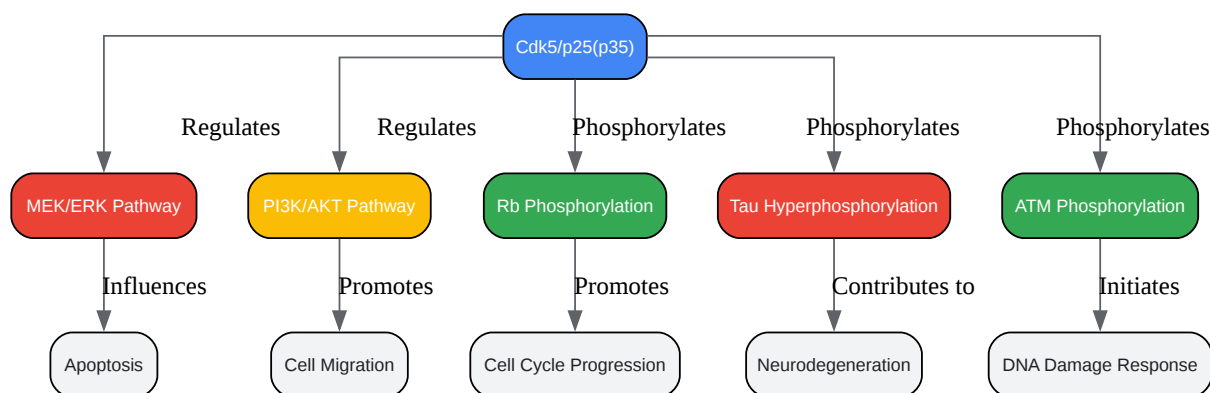 Cdk5/p25(p35)
Regulates
Regulates
Phosphorylates
Phosphorylates
Phosphorylates
MEK/ERK Pathway
PI3K/AKT Pathway
Rb Phosphorylation
Tau Hyperphosphorylation
ATM Phosphorylation
Influences
Promotes
Promotes
Contributes to
Initiates
Apoptosis
Cell Migration
Cell Cycle Progression
Neurodegeneration
DNA Damage Response